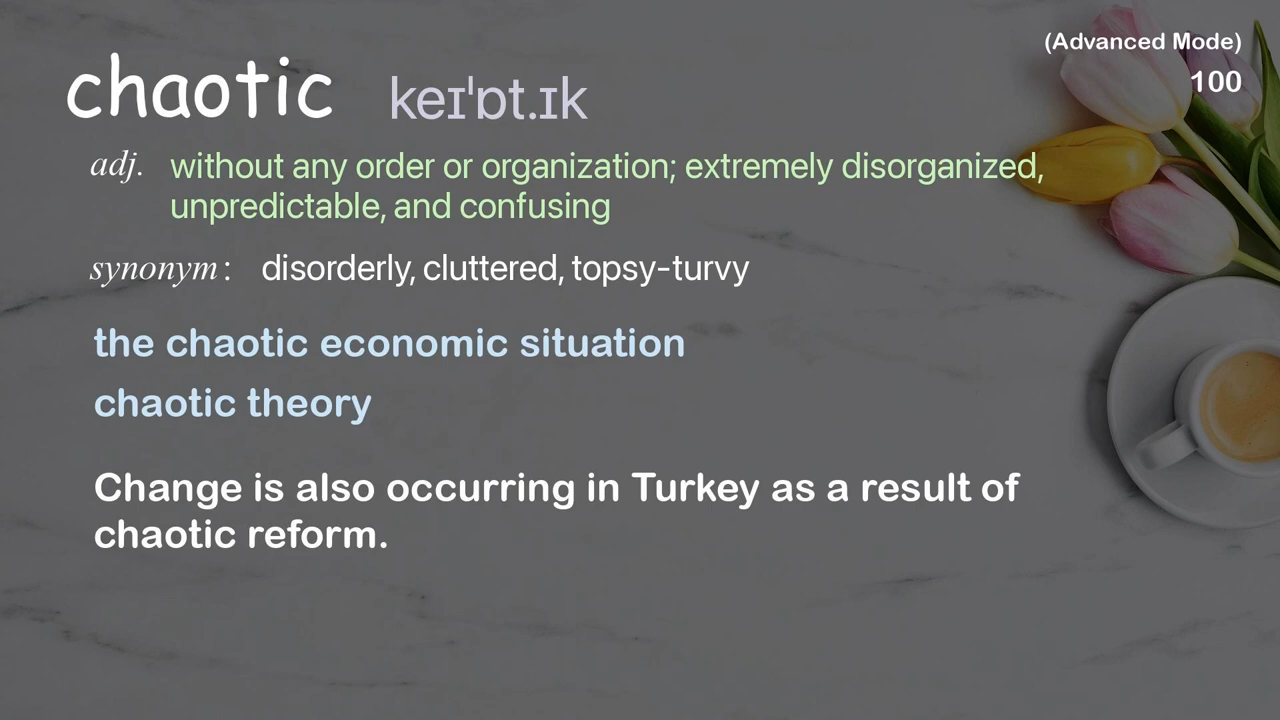 (Advanced Mode)
100
chaotic keɪˈɒt.ɪk
adj. without any order or organization; extremely disorganized,
unpredictable, and confusing
synonym: disorderly, cluttered, topsy-turvy
the chaotic economic situation
chaotic theory
Change is also occurring in Turkey as a result of
chaotic reform.